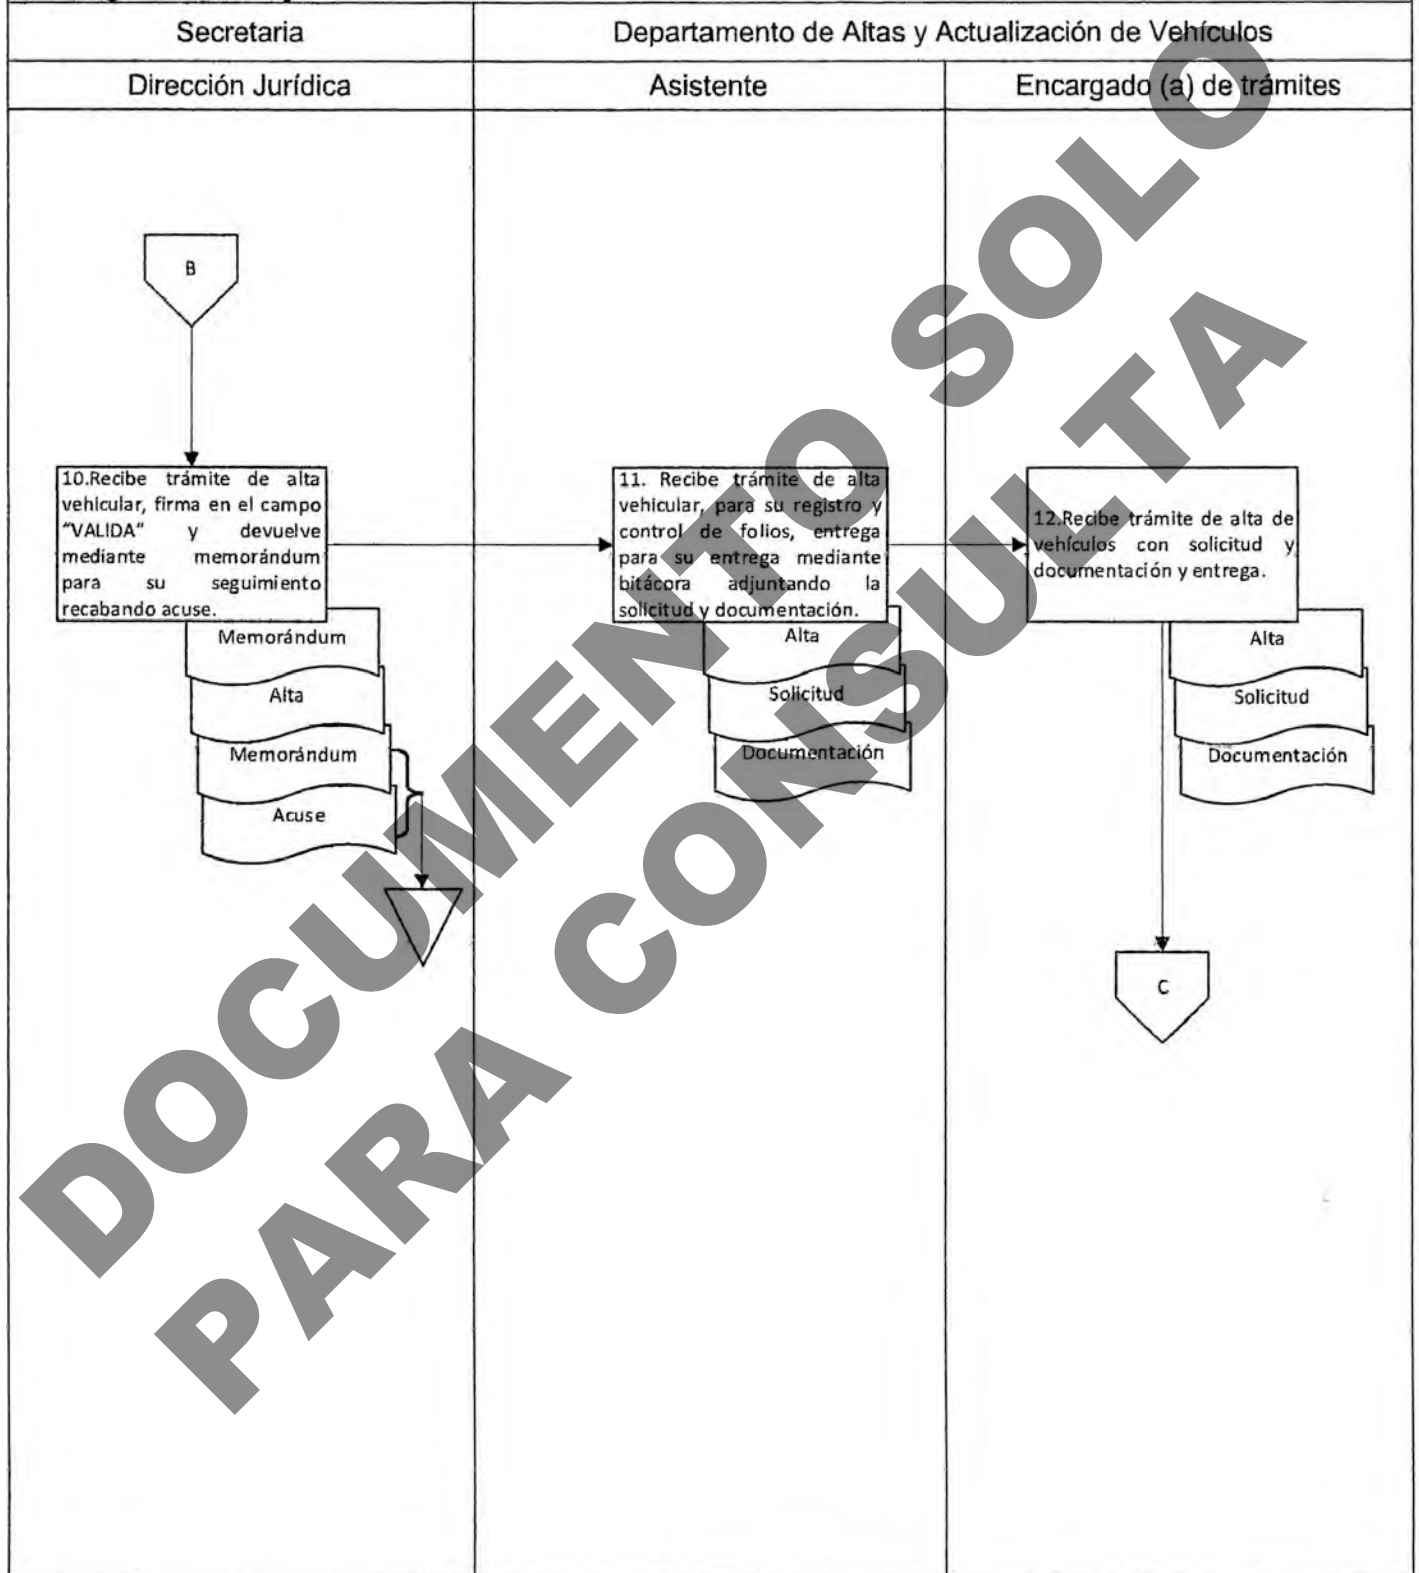 Secretaria
Departamento de Altas y Actualización de Vehículos
Dirección Jurídica
Asistente
Encargado (a) de trámites
B
10.Recibe trámite de alta
vehicular, firma en el campo
"VALIDA" y devuelve
mediante memorándum
para su seguimiento
recabando acuse.
Memorándum
Alta
Memorándum
Acuse
11. Recibe trámite de alta
vehicular, para su registro y
control de folios, entrega
para su entrega mediante
bitácora adjuntando la
solicitud y documentación.
Alta
Solicitud
Documentación
12.Recibe trámite de alta de
vehículos con solicitud y
documentación y entrega.
Alta
Solicitud
Documentación
C
DOCUMENTO SOLO
PARA CONSULTA